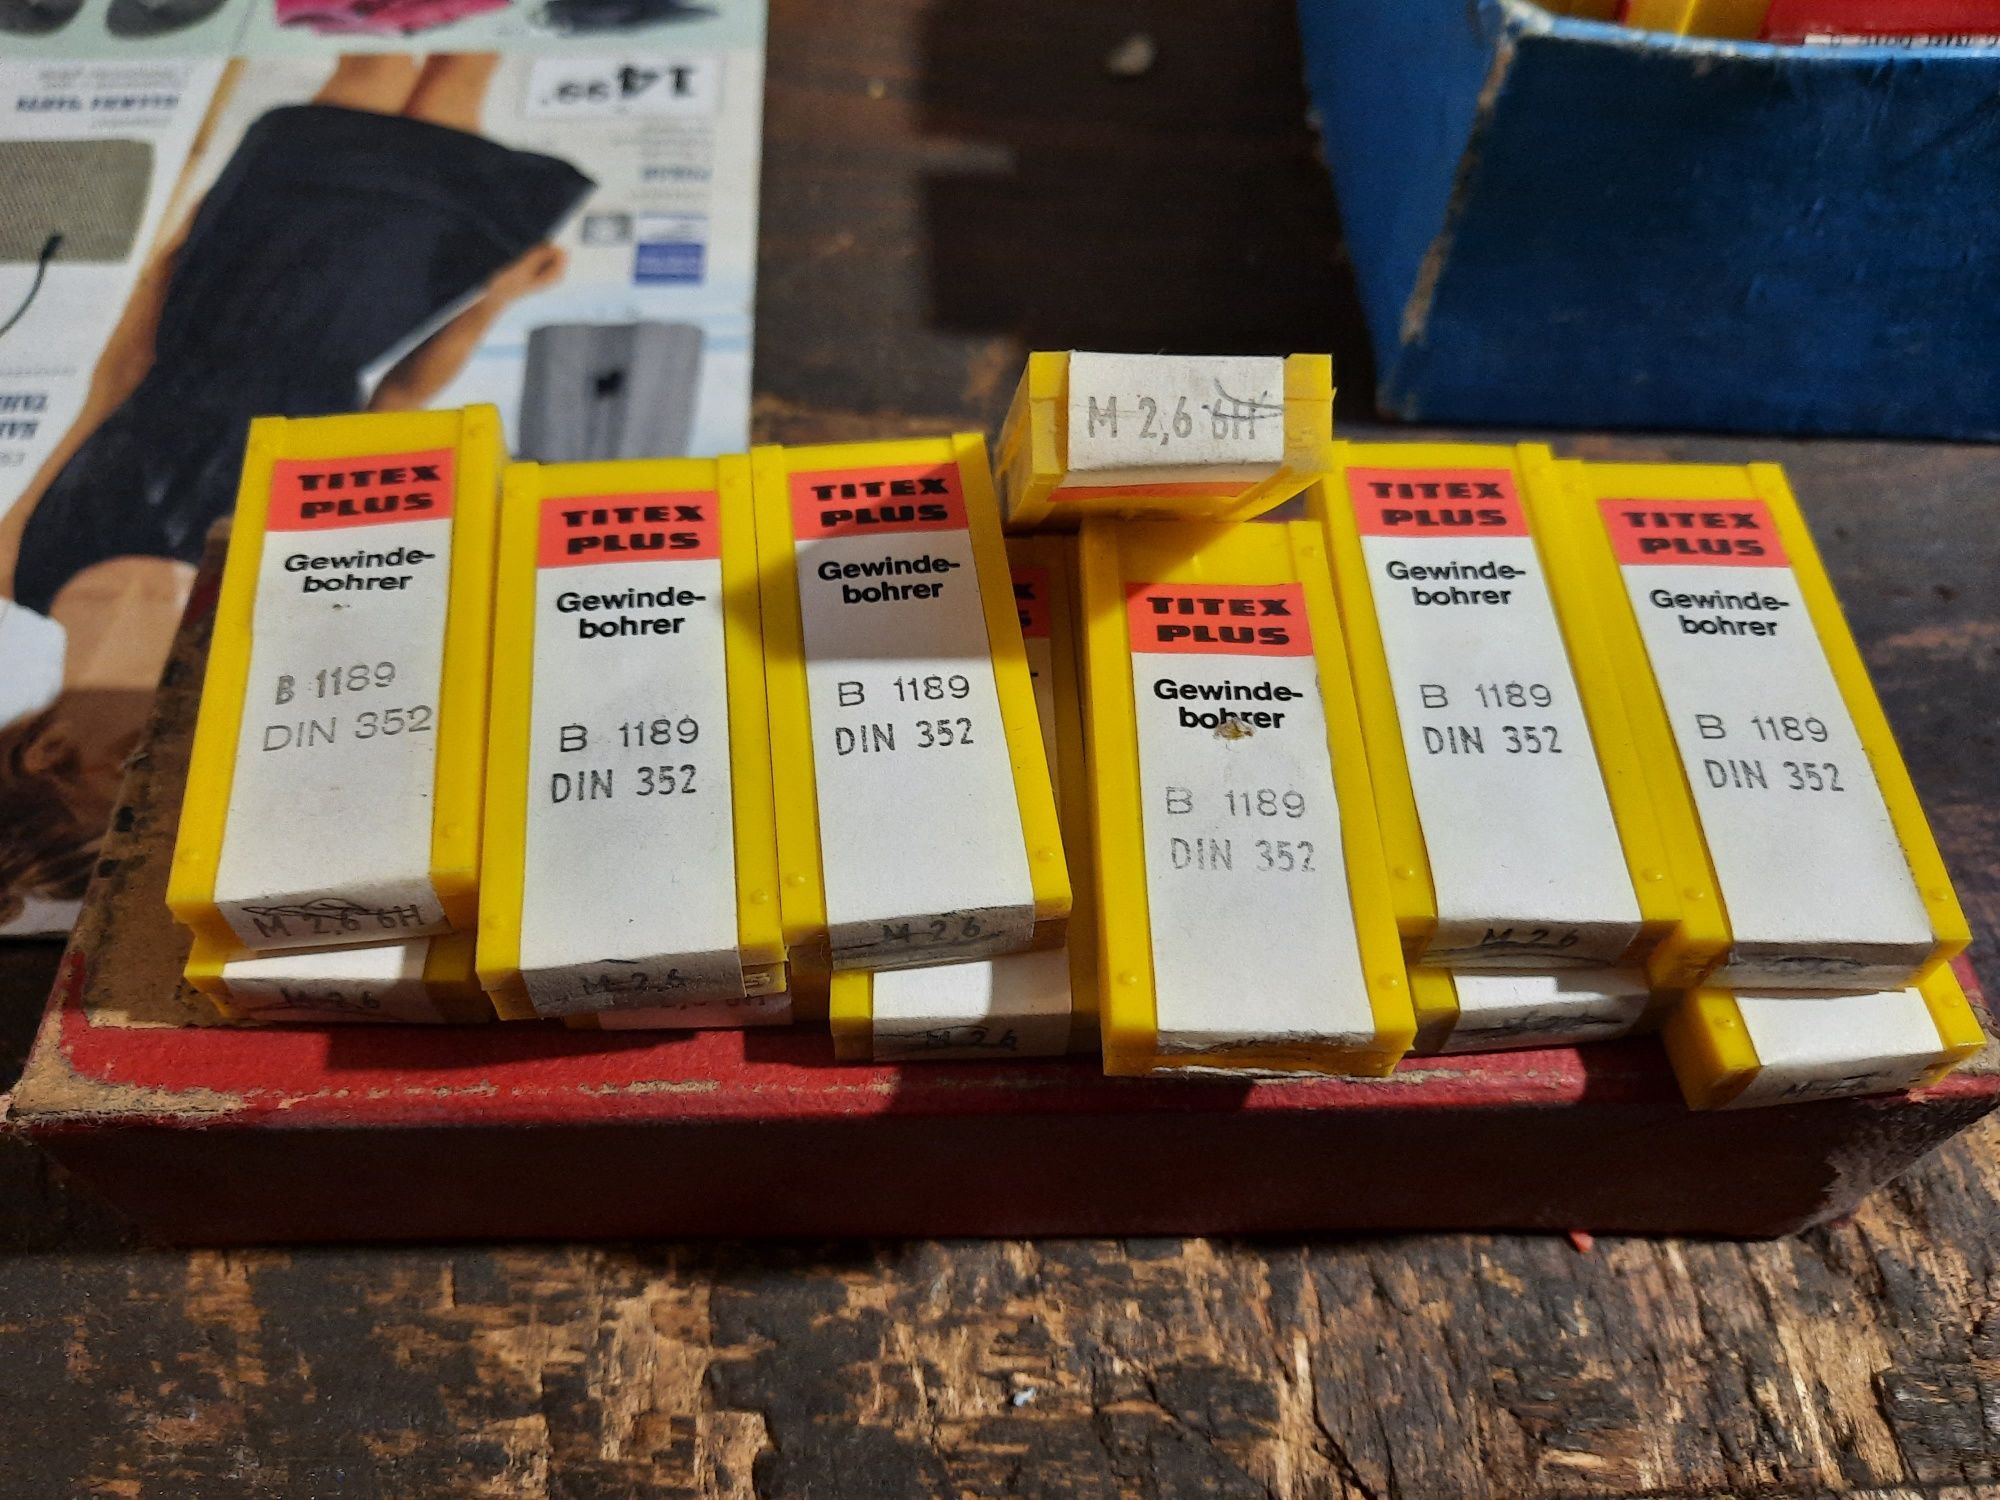 14.99*
M 2,6 6H
TITEX
PLUS
Gewinde-
bohrer
B 1189
DIN 352
M 2,6 6H
M 2,6
TITEX
PLUS
Gewinde-
bohrer
B 1189
DIN 352
M 2,6
TITEX
PLUS
Gewinde-
bohrer
B 1189
DIN 352
M 2,6
M 2,6
TITEX
PLUS
Gewinde-
bohrer
B 1189
DIN 352
TITEX
PLUS
Gewinde-
bohrer
B 1189
DIN 352
M 2,6
TITEX
PLUS
Gewinde-
bohrer
B 1189
DIN 352